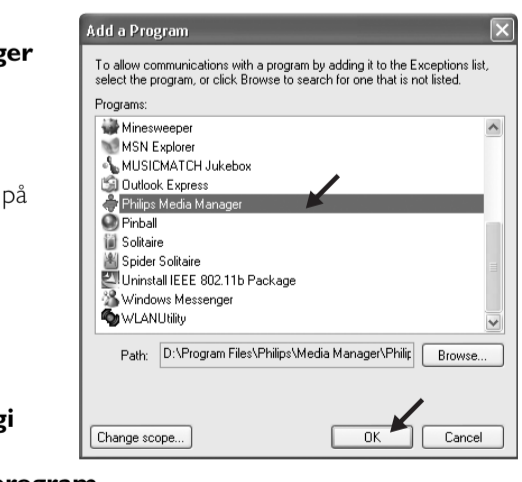 Add a Program
ger
To allow communications with a program by adding it to the Exceptions list,
select the program, or click Browse to search for one that is not listed.
Programs:
Minesweeper
MSN Explorer
MUSICMATCH Jukebox
Outlook Express
på
Philips Media Manager
Pinball
Solitaire
Spider Solitaire
Uninstall IEEE 802.11b Package
Windows Messenger
WLANUtility
Path: D:\Program Files\Philips\Media Manager\Philip Browse...
gi
Change scope... OK Cancel
program